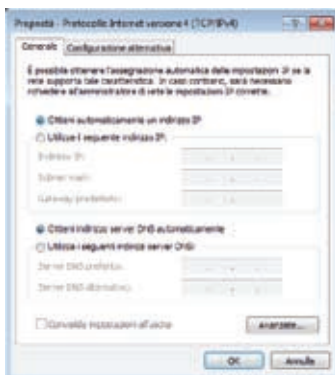 Proprietà - Protocollo Internet versione 4 (TCP/IPv4)
Generale
Configurazione alternativa
È possibile ottenere l'assegnazione automatica delle impostazioni IP se la
rete supporta tale caratteristica. In caso contrario, sarà necessario
richiedere all'amministratore di rete le impostazioni IP corrette.
Ottieni automaticamente un indirizzo IP
Utilizza il seguente indirizzo IP:
Indirizzo IP:
Subnet mask:
Gateway predefinito:
Ottieni indirizzo server DNS automaticamente
Utilizza i seguenti indirizzi server DNS:
Server DNS preferito:
Server DNS alternativo:
Convalida impostazioni all'uscita
Avanzate...
OK
Annulla